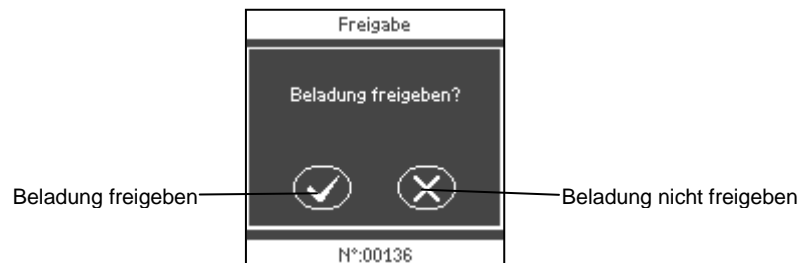 Freigabe
Beladung freigeben?
Beladung freigeben
Beladung nicht freigeben
N°:00136